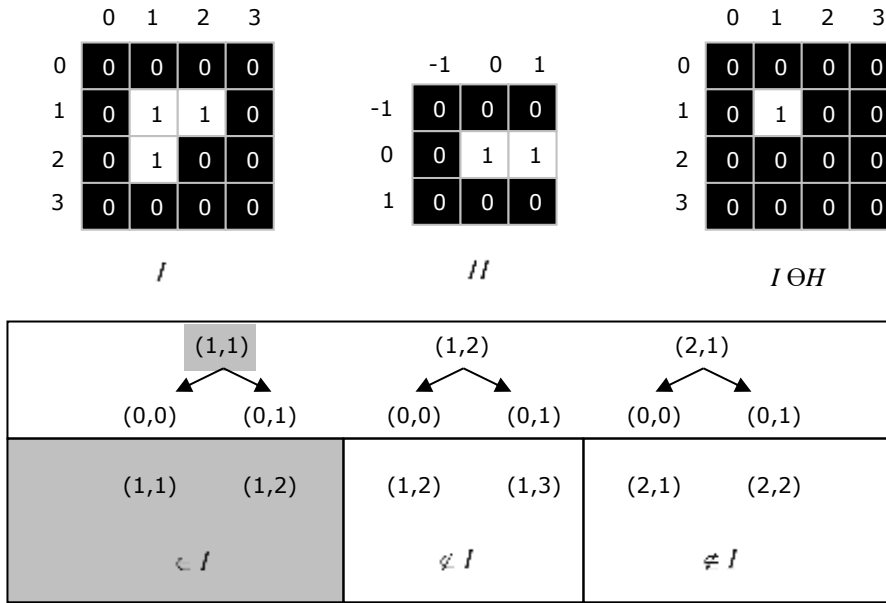 0 1 2 3
0 0 0 0 0
1 0 1 1 0
2 0 1 0 0
3 0 0 0 0
I
-1 0 1
-1 0 0 0
0 0 1 1
1 0 0 0
H
0 1 2 3
0 0 0 0 0
1 0 1 0 0
2 0 0 0 0
3 0 0 0 0
I ΘH
(1,1) (1,2) (2,1)
(0,0) (0,1) (0,0) (0,1) (0,0) (0,1)
(1,1) (1,2) (1,2) (1,3) (2,1) (2,2)
⊂ I ⊄ I ⊄ I